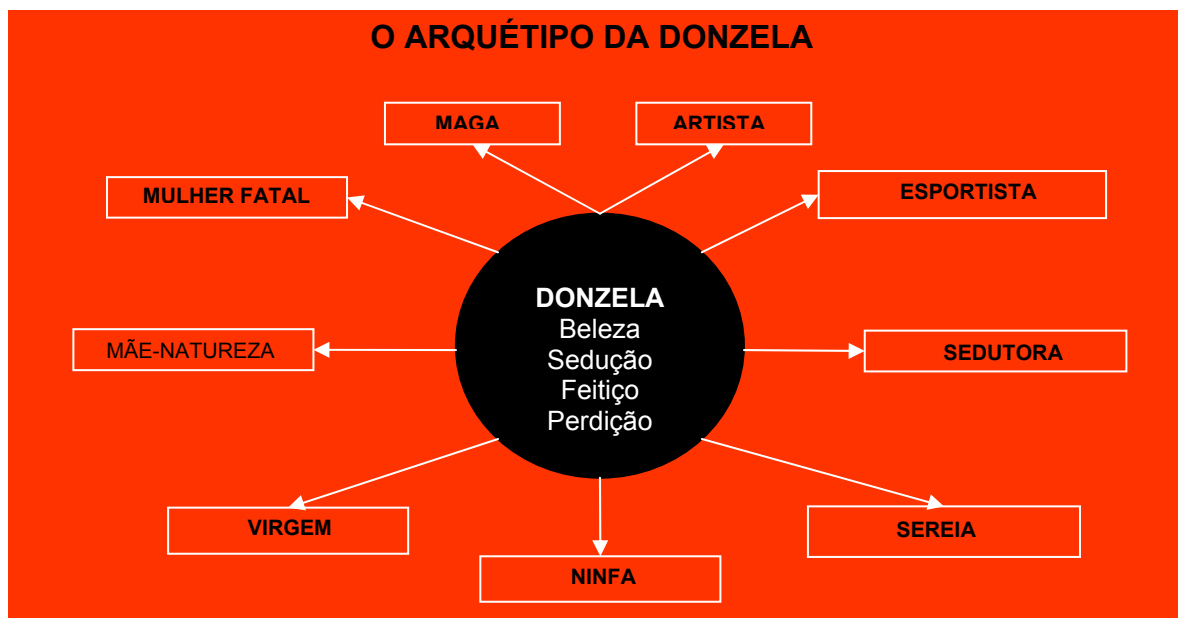 O ARQUÉTIPO DA DONZELA
MAGA
ARTISTA
MULHER FATAL
ESPORTISTA
DONZELA
Beleza
Sedução
Feitiço
Perdição
MÃE-NATUREZA
SEDUTORA
VIRGEM
SEREIA
NINFA